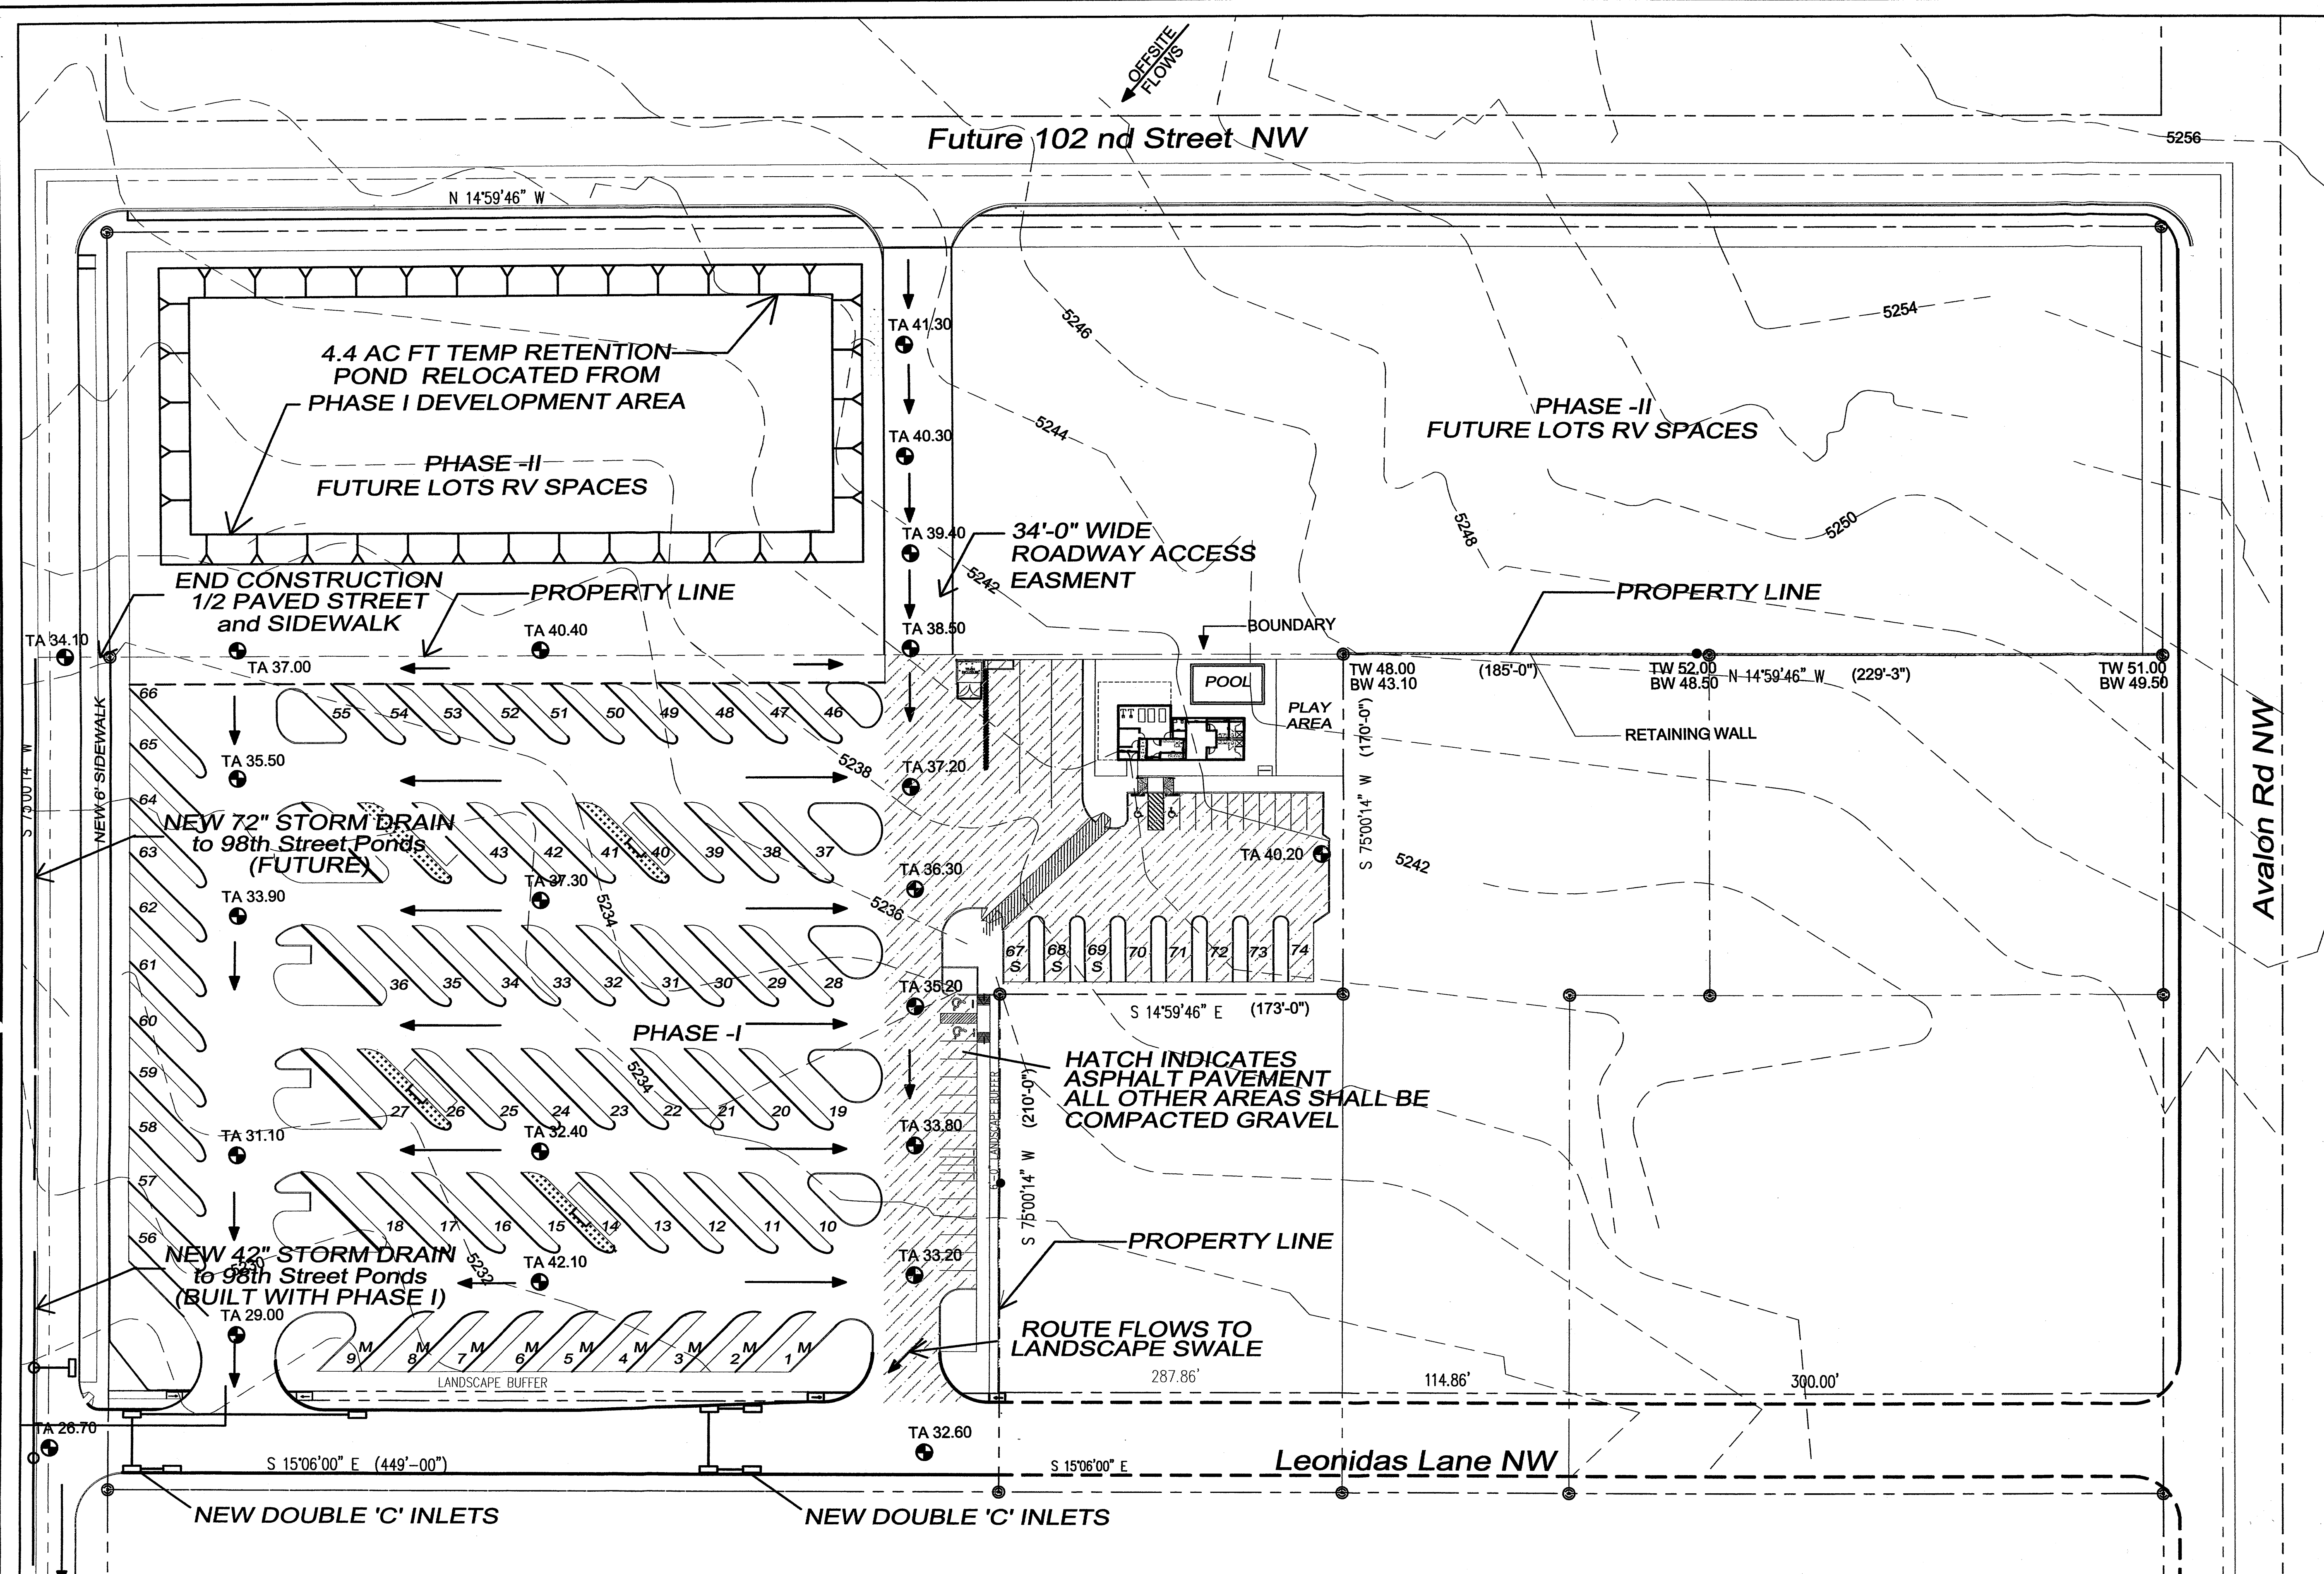 OFFSITE
FLOWS
Future 102 nd Street NW
5256
N 14°59'46" W
TA 41.30
5246
5254
4.4 AC FT TEMP RETENTION
POND RELOCATED FROM
PHASE I DEVELOPMENT AREA
TA 40.30
5244
PHASE -II
FUTURE LOTS RV SPACES
PHASE -II
FUTURE LOTS RV SPACES
5248
5250
TA 39.40
34'-0" WIDE
ROADWAY ACCESS
EASMENT
5242
END CONSTRUCTION
1/2 PAVED STREET
and SIDEWALK
PROPERTY LINE
PROPERTY LINE
TA 34.10
TA 37.00
TA 40.40
TA 38.50
BOUNDARY
TW 48.00
BW 43.10
(185'-0")
TW 52.00
BW 48.50
N 14°59'46" W
(229'-3")
TW 51.00
BW 49.50
POOL
PLAY
AREA
RETAINING WALL
S 75°00'14" W (170'-0")
Avalon Rd NW
S 75°00'14" W
NEW 6' SIDEWALK
66
55
54
53
52
51
50
49
48
47
46
65
TA 35.50
5238
TA 37.20
64
NEW 72" STORM DRAIN
to 98th Street Ponds
(FUTURE)
63
43
42
41
40
39
38
37
TA 40.20
5242
TA 33.90
TA 37.30
5234
TA 36.30
5236
62
61
36
35
34
33
32
31
30
29
28
67
S
68
S
69
S
70
71
72
73
74
TA 35.20
60
PHASE -I
S 14°59'46" E
(173'-0")
59
5234
HATCH INDICATES
ASPHALT PAVEMENT
ALL OTHER AREAS SHALL BE
COMPACTED GRAVEL
6'-0" LANDSCAPE BUFFER
S 75°00'14" W (210'-0")
27
26
25
24
23
22
21
20
19
58
TA 31.10
TA 32.40
TA 33.80
57
18
17
16
15
14
13
12
11
10
56
NEW 42" STORM DRAIN
to 98th Street Ponds
(BUILT WITH PHASE I)
5230
5232
TA 42.10
TA 33.20
PROPERTY LINE
TA 29.00
ROUTE FLOWS TO
LANDSCAPE SWALE
M
9
M
8
M
7
M
6
M
5
M
4
M
3
M
2
M
1
LANDSCAPE BUFFER
287.86'
114.86'
300.00'
TA 26.70
TA 32.60
S 15°06'00" E (449'-00")
S 15°06'00" E
Leonidas Lane NW
NEW DOUBLE 'C' INLETS
NEW DOUBLE 'C' INLETS